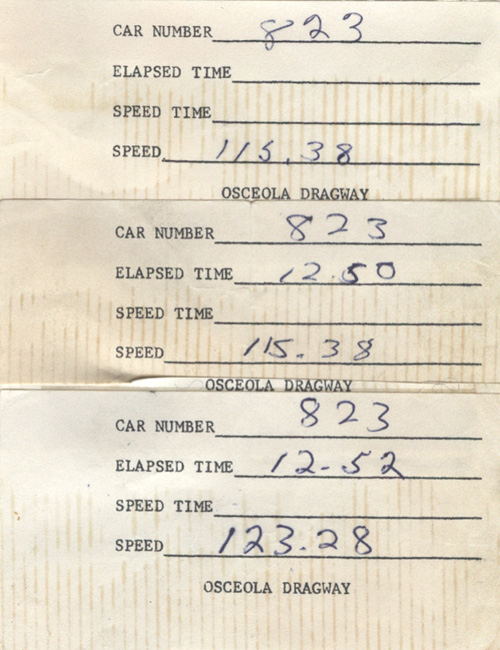 CAR NUMBER 823
ELAPSED TIME
SPEED TIME
SPEED 115.38
OSCEOLA DRAGWAY
CAR NUMBER 823
ELAPSED TIME 12.50
SPEED TIME
SPEED 115.38
OSCEOLA DRAGWAY
CAR NUMBER 823
ELAPSED TIME 12.52
SPEED TIME
SPEED 123.28
OSCEOLA DRAGWAY